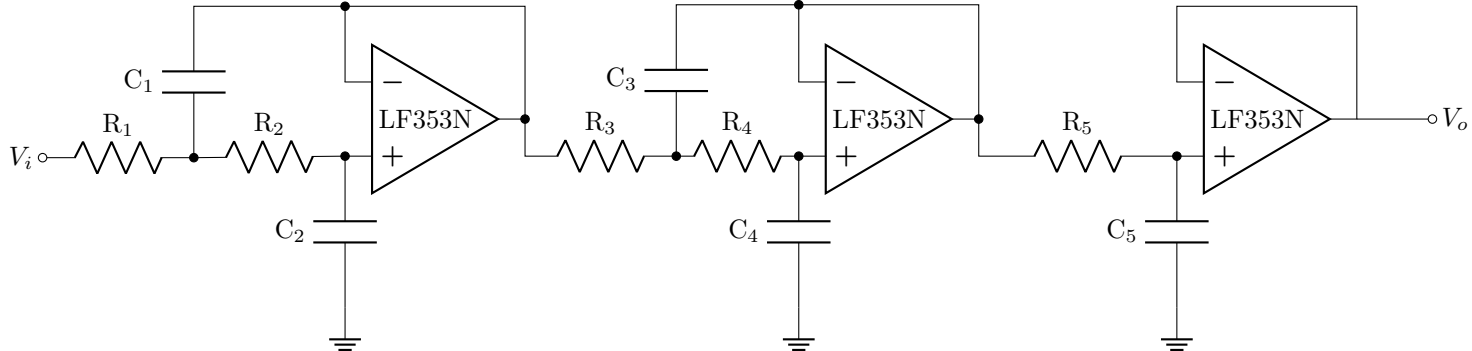 C₁
R₁
R₂
V_i
C₂
−
+
LF353N
C₃
R₃
R₄
C₄
−
+
LF353N
R₅
C₅
−
+
LF353N
V_o